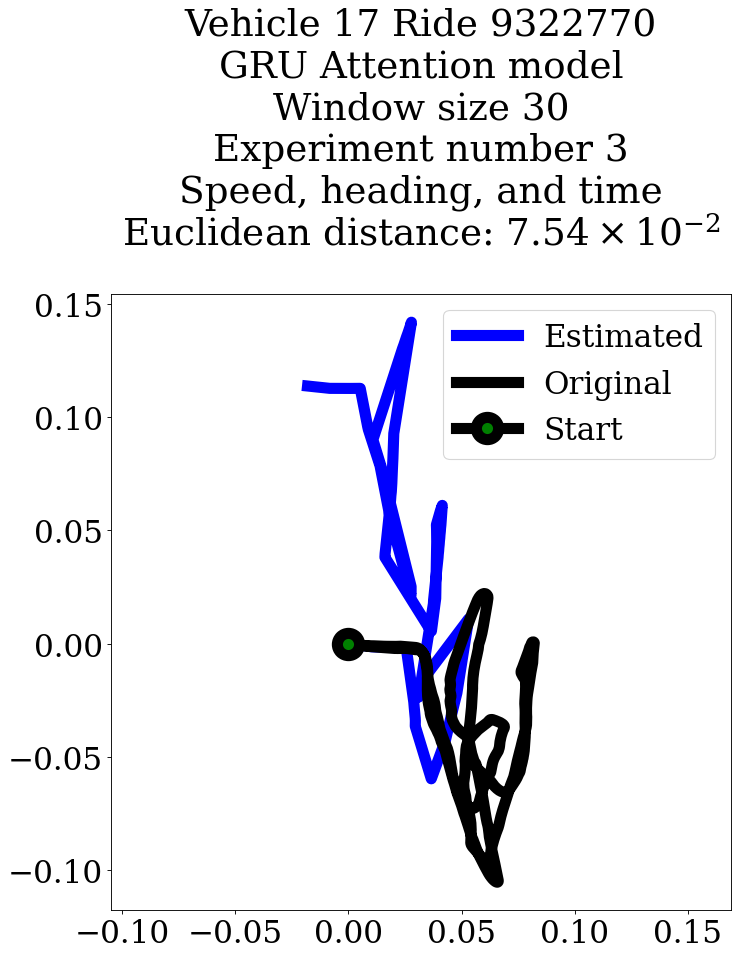 Vehicle 17 Ride 9322770
GRU Attention model
Window size 30
Experiment number 3
Speed, heading, and time
Euclidean distance: 7.54 × 10⁻²
0.15
0.10
0.05
0.00
−0.05
−0.10
Estimated
Original
Start
−0.10 −0.05 0.00 0.05 0.10 0.15